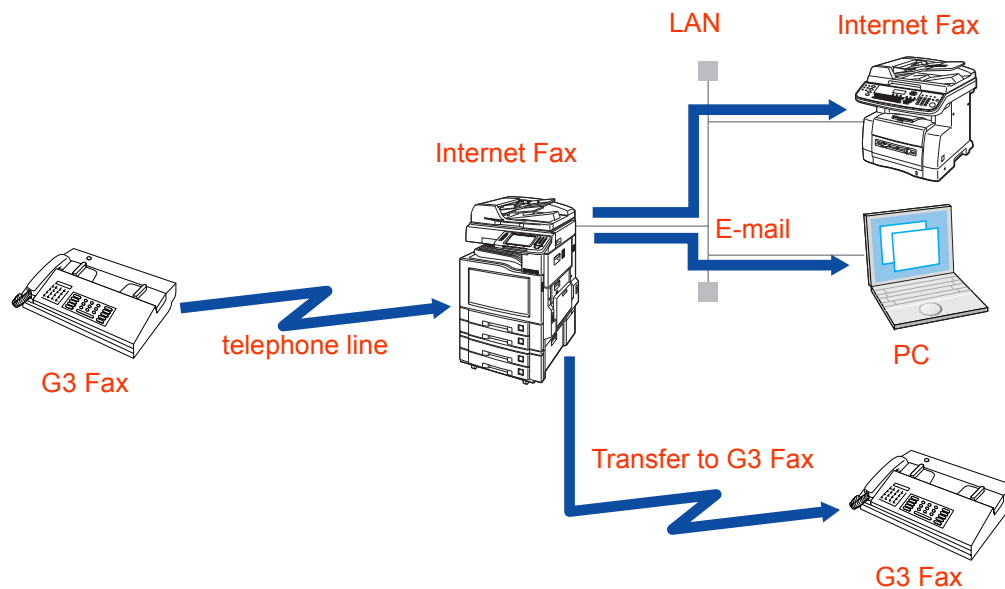 LAN
Internet Fax
Internet Fax
E-mail
telephone line
PC
G3 Fax
Transfer to G3 Fax
G3 Fax